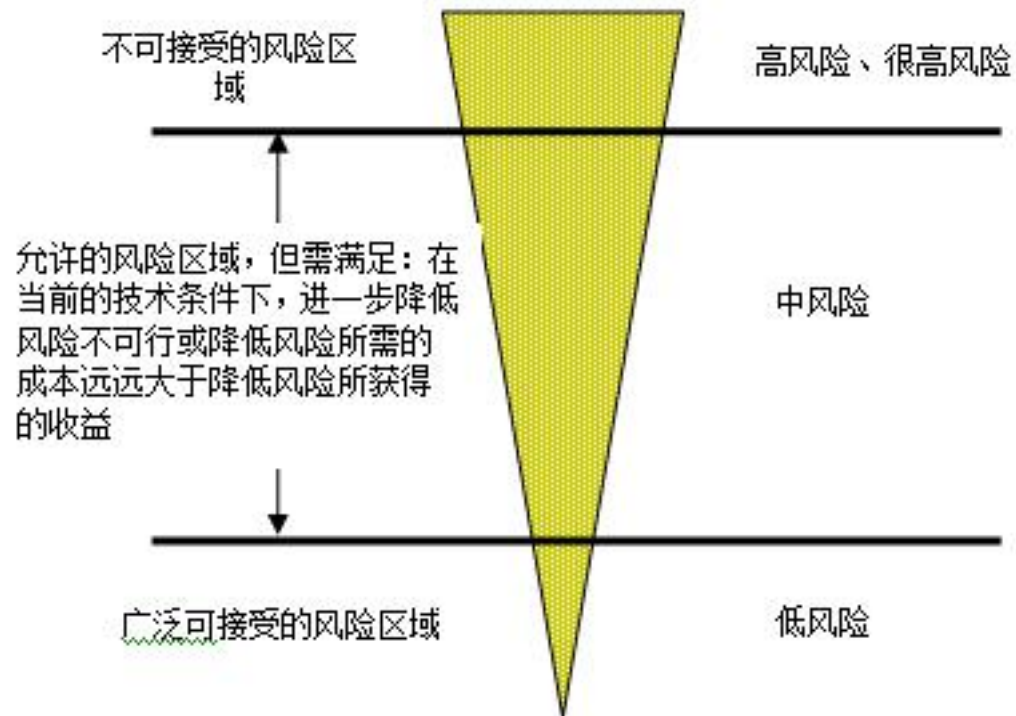 不可接受的风险区
域
高风险、很高风险
允许的风险区域，但需满足：在
当前的技术条件下，进一步降低
风险不可行或降低风险所需的
成本远远大于降低风险所获得
的收益
中风险
广泛可接受的风险区域
低风险